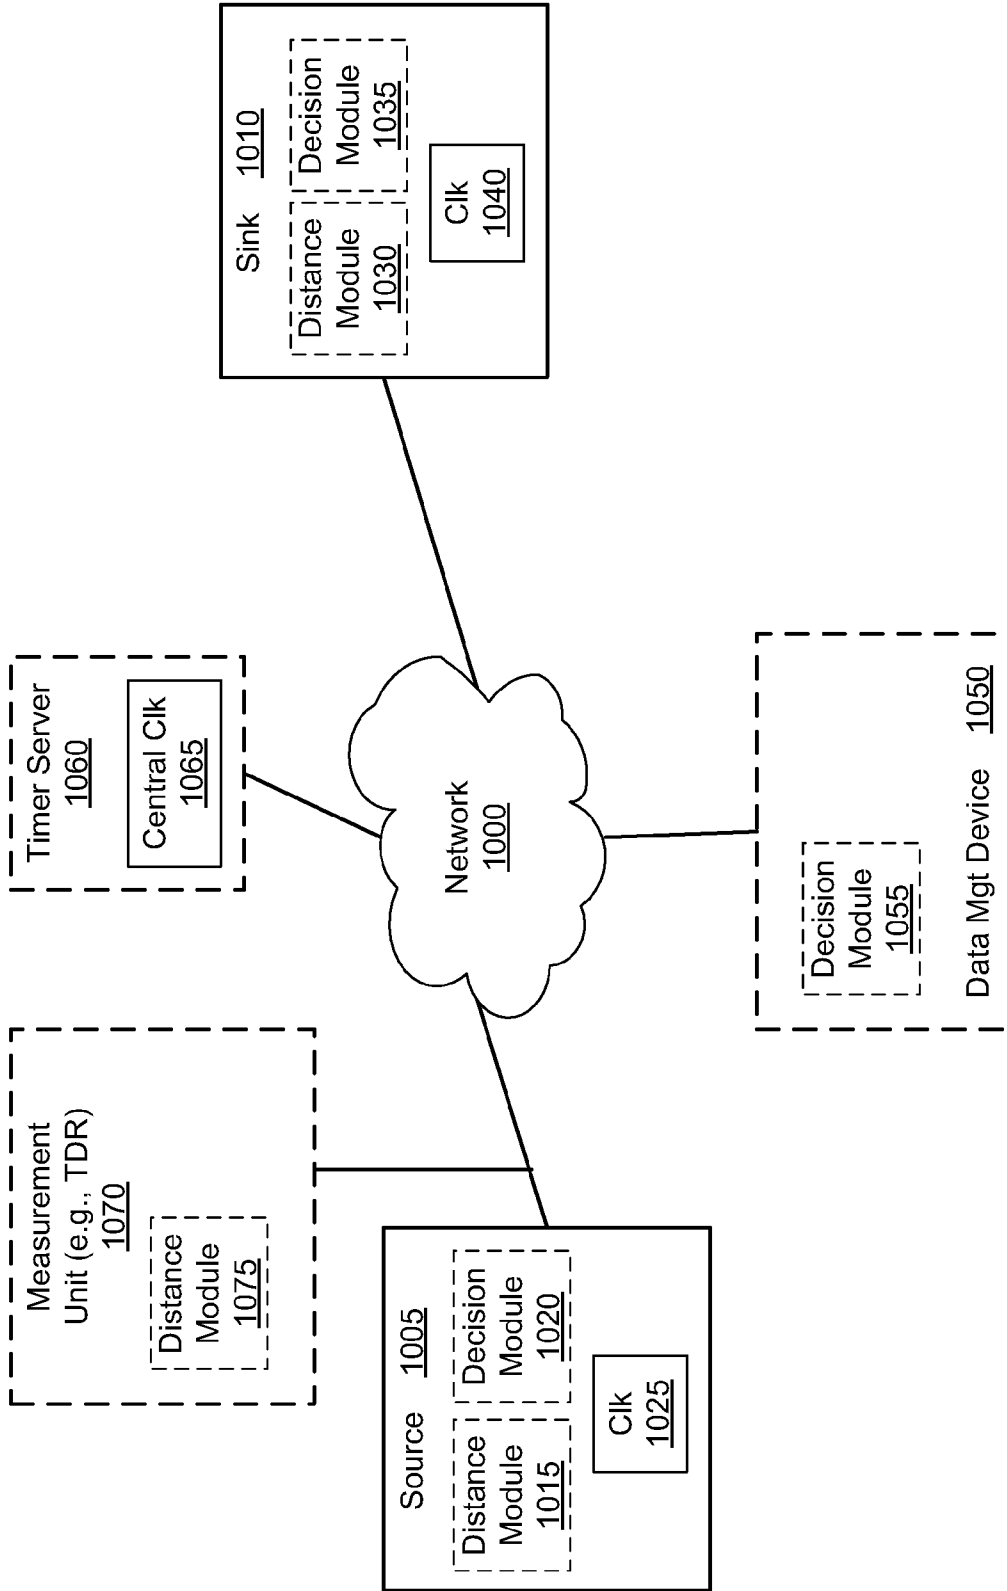 Measurement
Unit (e.g., TDR)
1070
Distance
Module
1075
Timer Server
1060
Central Clk
1065
Source 1005
Distance
Module
1015
Decision
Module
1020
Clk
1025
Network
1000
Sink 1010
Distance
Module
1030
Decision
Module
1035
Clk
1040
Decision
Module
1055
Data Mgt Device 1050